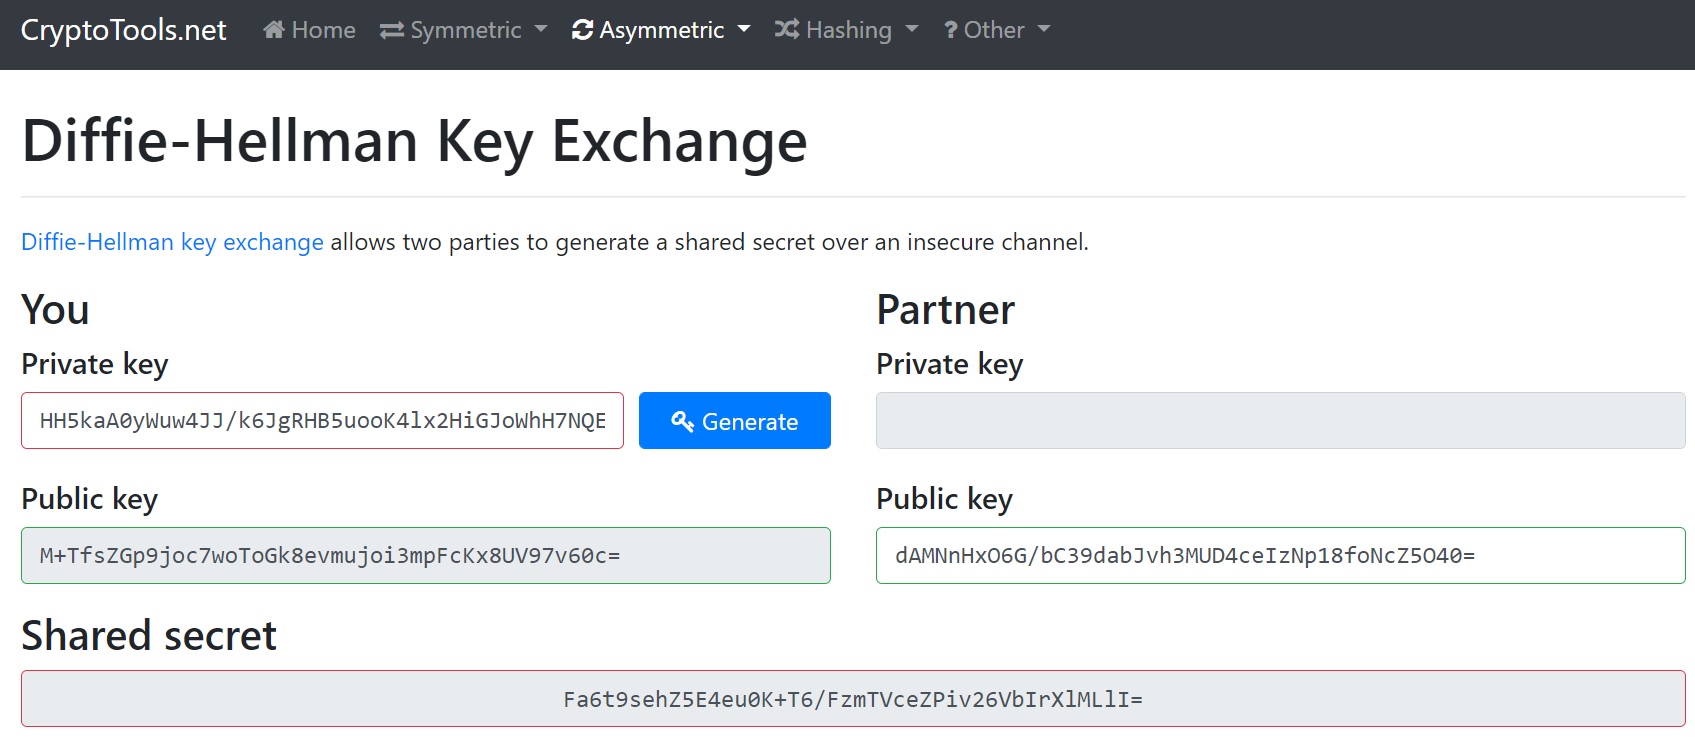 CryptoTools.net Home Symmetric Asymmetric Hashing ? Other
Diffie-Hellman Key Exchange
Diffie-Hellman key exchange allows two parties to generate a shared secret over an insecure channel.
You
Partner
Private key
Private key
HH5kaA0yWuw4JJ/k6JgRHB5uooK4lx2HiGJoWhH7NQE
Generate
Public key
Public key
M+TfsZGp9joc7woToGk8evmujoi3mpFcKx8UV97v60c=
dAMNnHxO6G/bC39dabJvh3MUD4ceIzNp18foNcZ5O40=
Shared secret
Fa6t9sehZ5E4eu0K+T6/FzmTVceZPiv26VbIrXlMLlI=